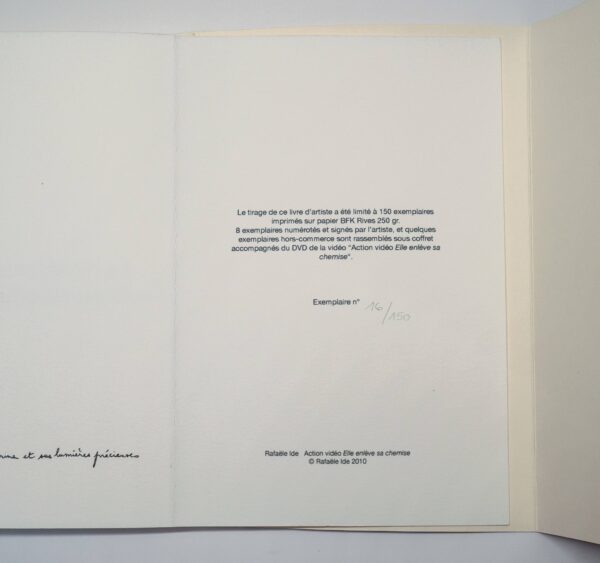 Le tirage de ce livre d'artiste a été limité à 150 exemplaires
imprimés sur papier BFK Rives 250 gr.
8 exemplaires numérotés et signés par l'artiste, et quelques
exemplaires hors-commerce sont rassemblés sous coffret
accompagnés du DVD de la vidéo "Action vidéo Elle enlève sa
chemise".
Exemplaire n° 16/150
et ses lumières précieuses
Rafaèle Ide Action vidéo Elle enlève sa chemise
© Rafaèle Ide 2010